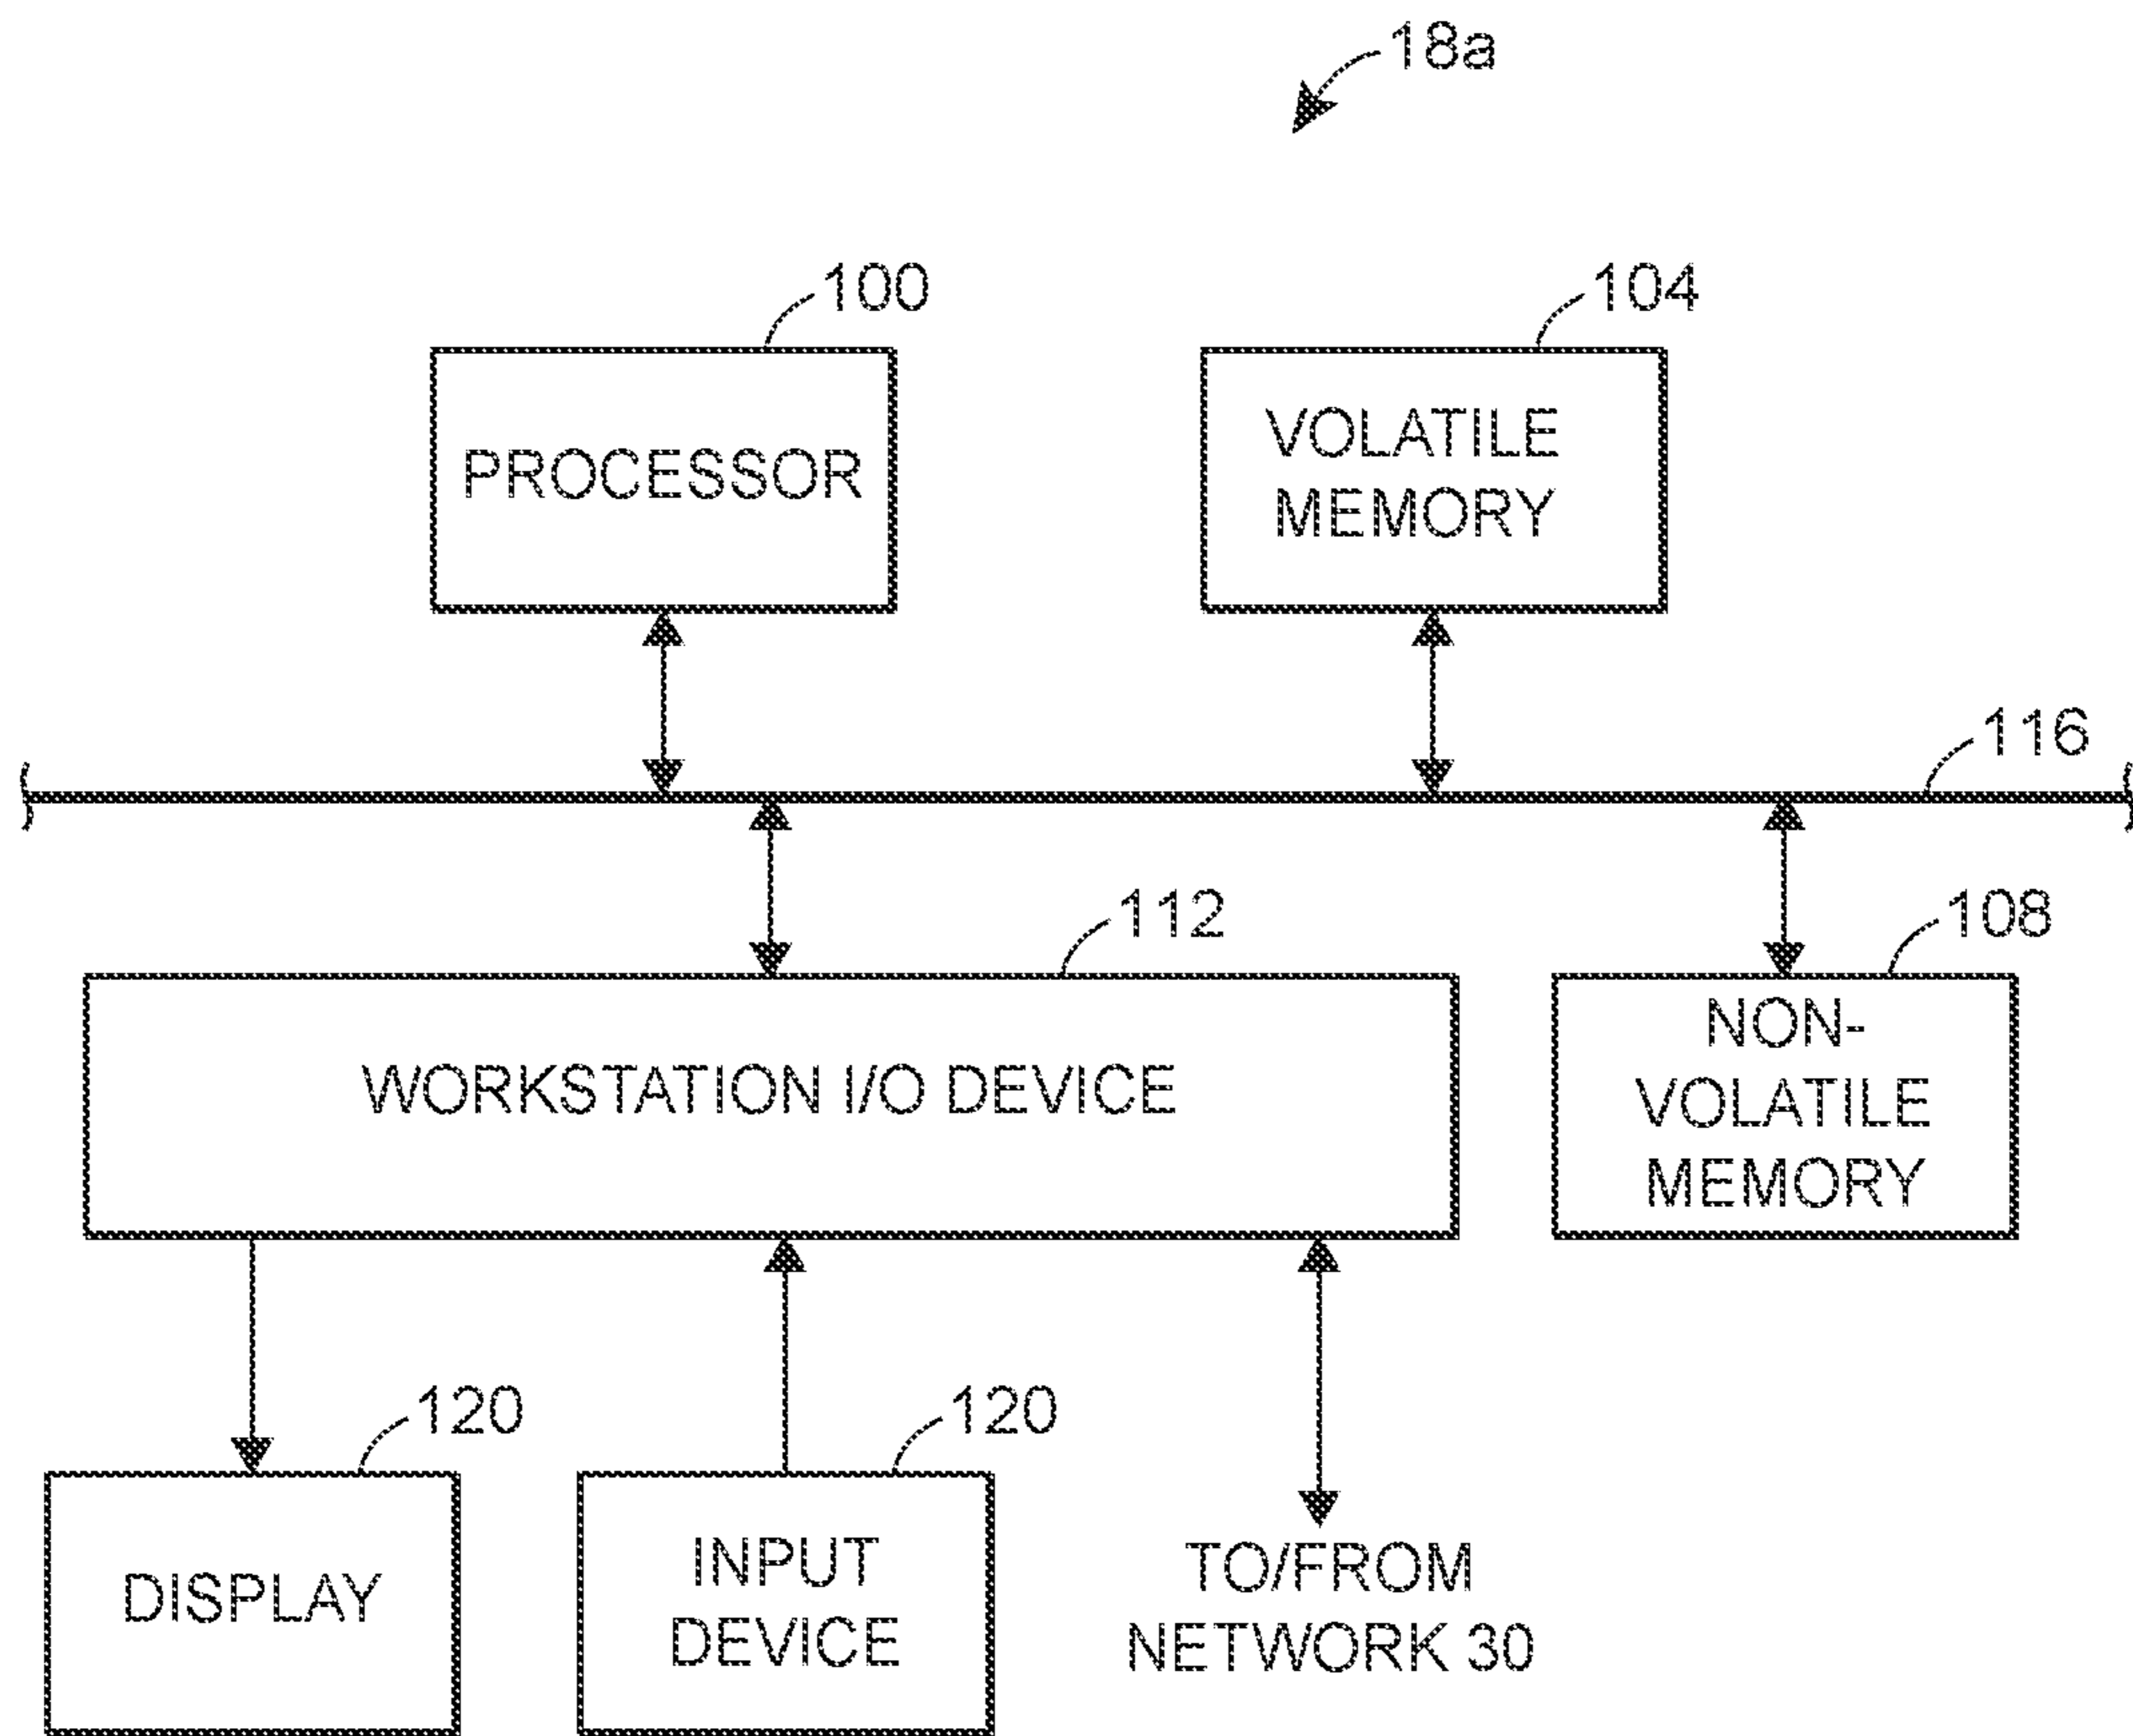 18a
100
104
PROCESSOR
VOLATILE
MEMORY
116
112
108
WORKSTATION I/O DEVICE
NON-
VOLATILE
MEMORY
120
120
DISPLAY
INPUT
DEVICE
TO/FROM
NETWORK 30